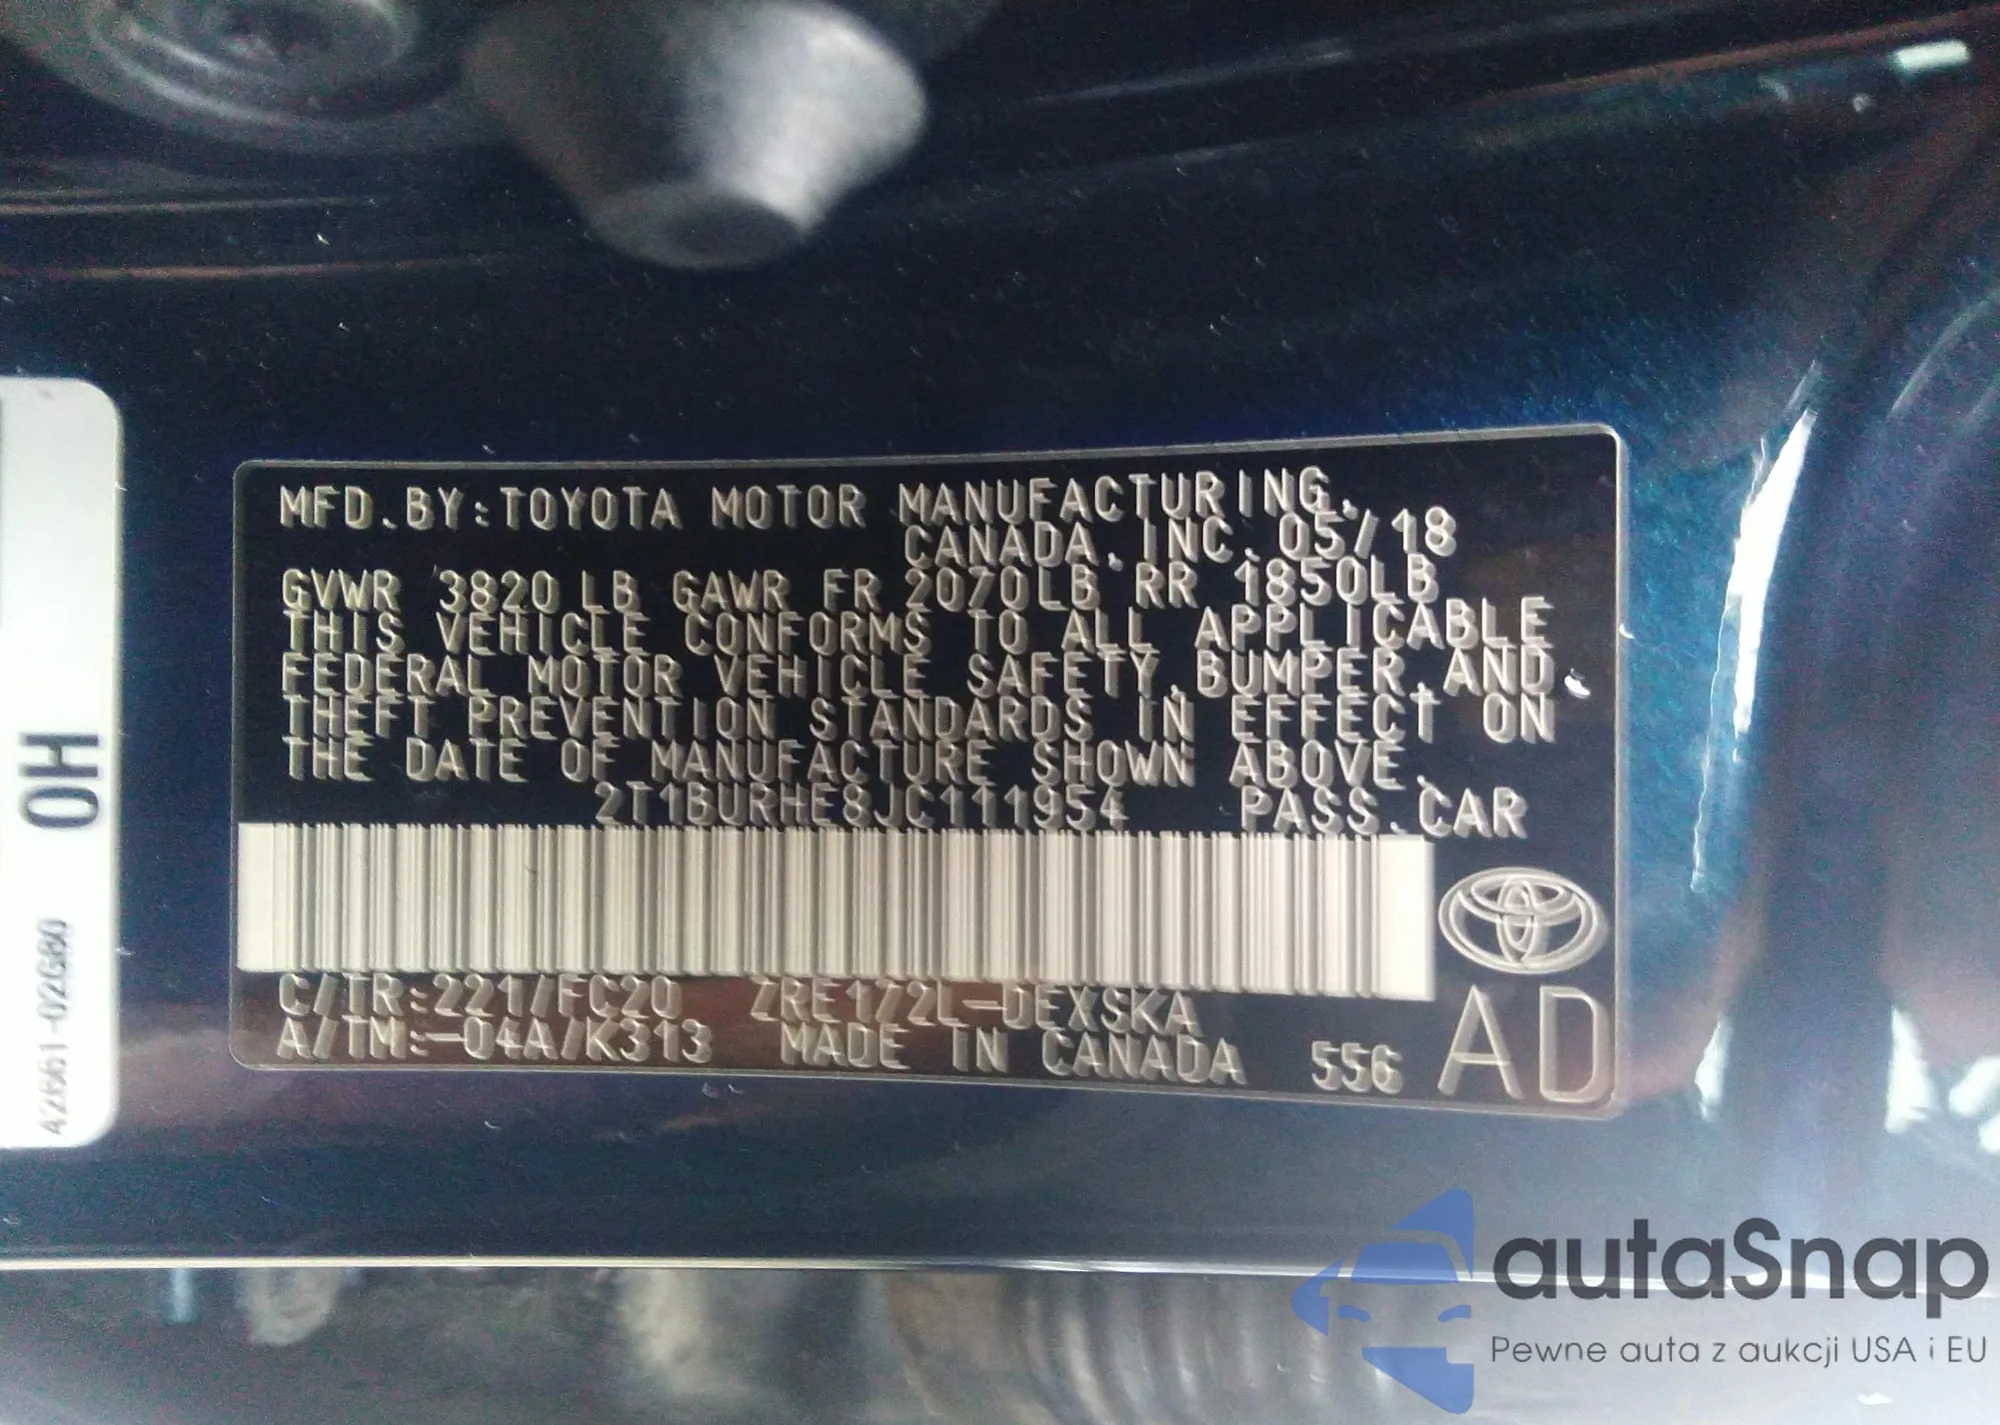 MFD.BY:TOYOTA MOTOR MANUFACTURING,
CANADA, INC. 05/18
GVWR 3820 LB GAWR FR 2070LB RR 1850LB
THIS VEHICLE CONFORMS TO ALL APPLICABLE
FEDERAL MOTOR VEHICLE SAFETY, BUMPER, AND
THEFT PREVENTION STANDARDS IN EFFECT ON
THE DATE OF MANUFACTURE SHOWN ABOVE.
2T1BURHE8JC111954 PASS.CAR
C/TR:221/FC20 ZRE172L-DEXSKA
A/TM:-04A/K313 MADE IN CANADA 556 AD
A2661-02G80 0H
autaSnap
Pewne auta z aukcji USA i EU